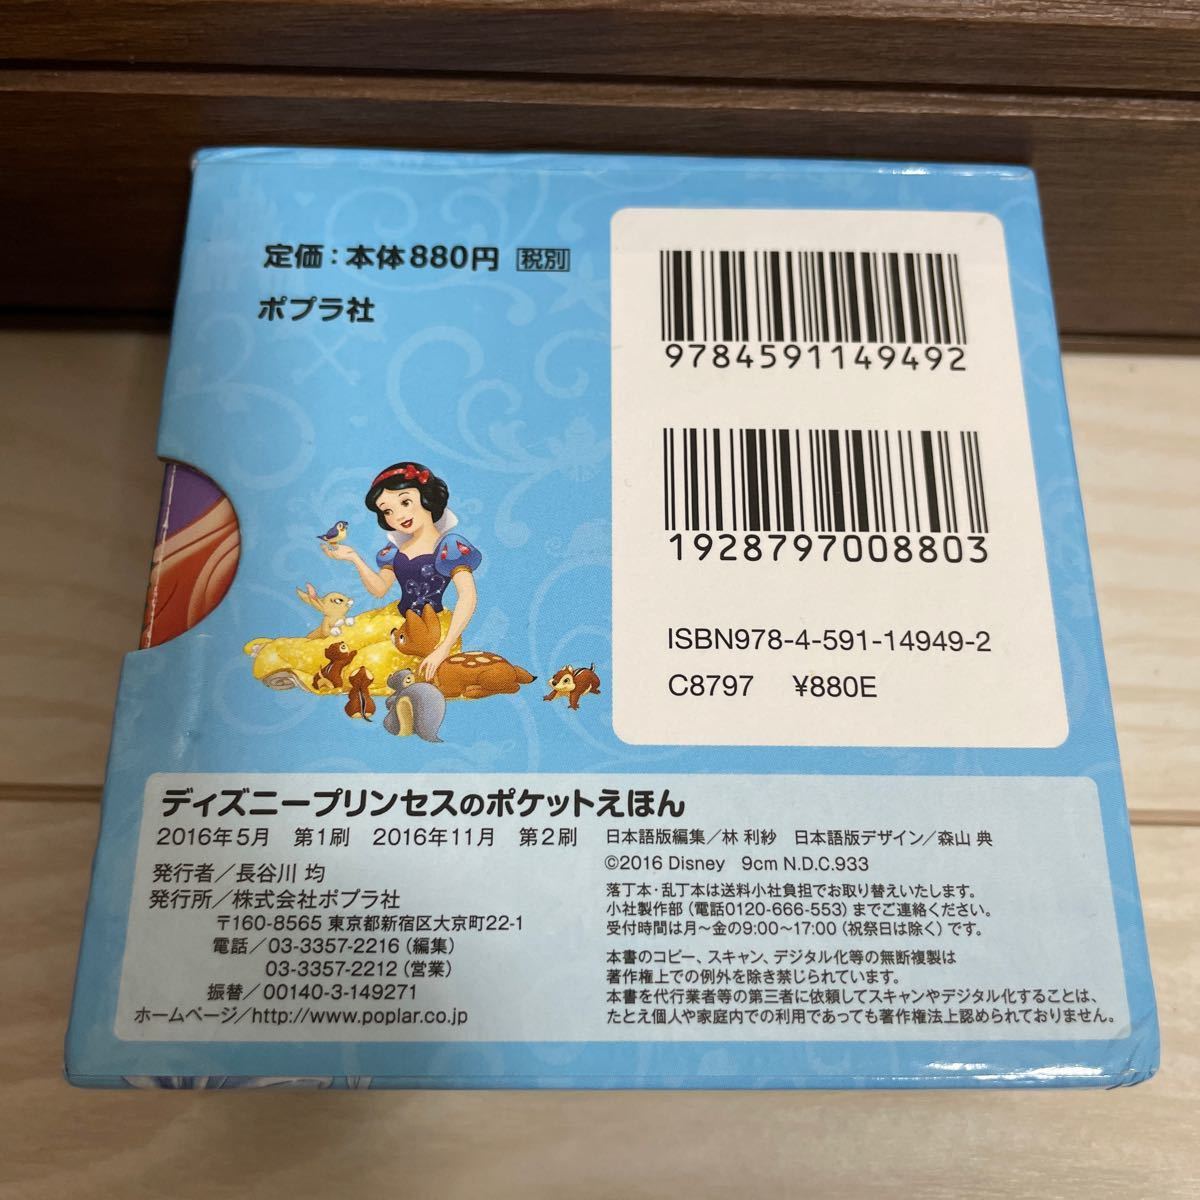 定価：本体880円 税別
ポプラ社
9784591149492
1928797008803
ISBN978-4-591-14949-2
C8797 ¥880E
ディズニープリンセスのポケットえほん
2016年5月 第1刷 2016年11月 第2刷
発行者／長谷川 均
発行所／株式会社ポプラ社
〒160-8565 東京都新宿区大京町22-1
電話／03-3357-2216（編集）
03-3357-2212（営業）
振替／00140-3-149271
ホームページ／http://www.poplar.co.jp
日本語版編集／林 利紗 日本語版デザイン／森山 典
©2016 Disney 9cm N.D.C.933
落丁本・乱丁本は送料小社負担でお取り替えいたします。
小社製作部（電話0120-666-553）までご連絡ください。
受付時間は月～金の9:00～17:00（祝祭日は除く）です。
本書のコピー、スキャン、デジタル化等の無断複製は
著作権法上での例外を除き禁じられています。
本書を代行業者等の第三者に依頼してスキャンやデジタル化することは、
たとえ個人や家庭内での利用であっても著作権法上認められておりません。